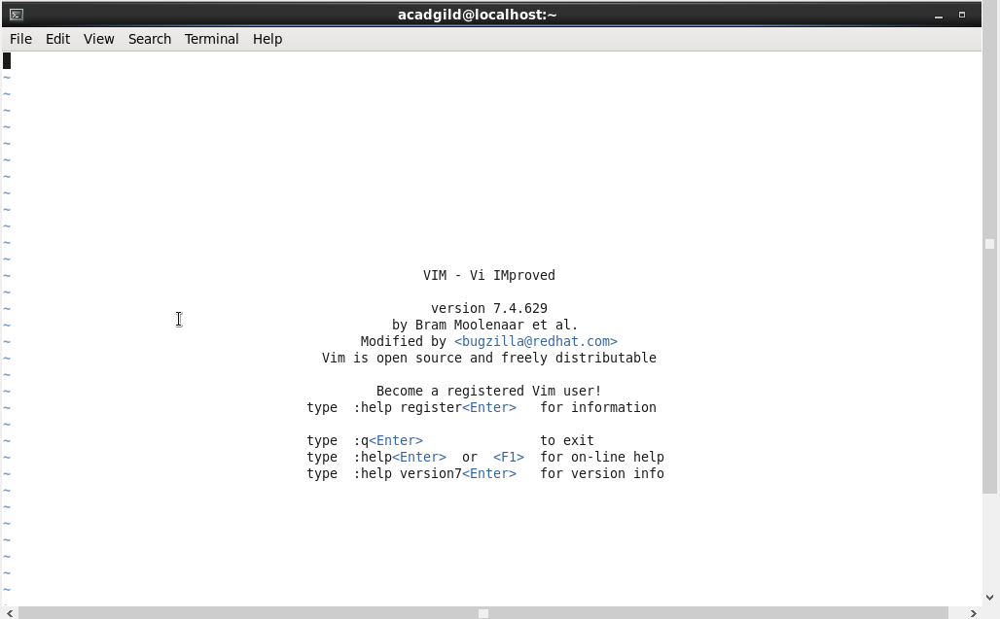 acadgild@localhost:~
File Edit View Search Terminal Help
~
~
~
~
~
~
~
~
~
~
~
~
VIM - Vi IMproved
~
~ version 7.4.629
~ by Bram Moolenaar et al.
~ Modified by <bugzilla@redhat.com>
~ Vim is open source and freely distributable
~
~ Become a registered Vim user!
~ type :help register<Enter> for information
~
~ type :q<Enter> to exit
~ type :help<Enter> or <F1> for on-line help
~ type :help version7<Enter> for version info
~
~
~
~
~
~
~